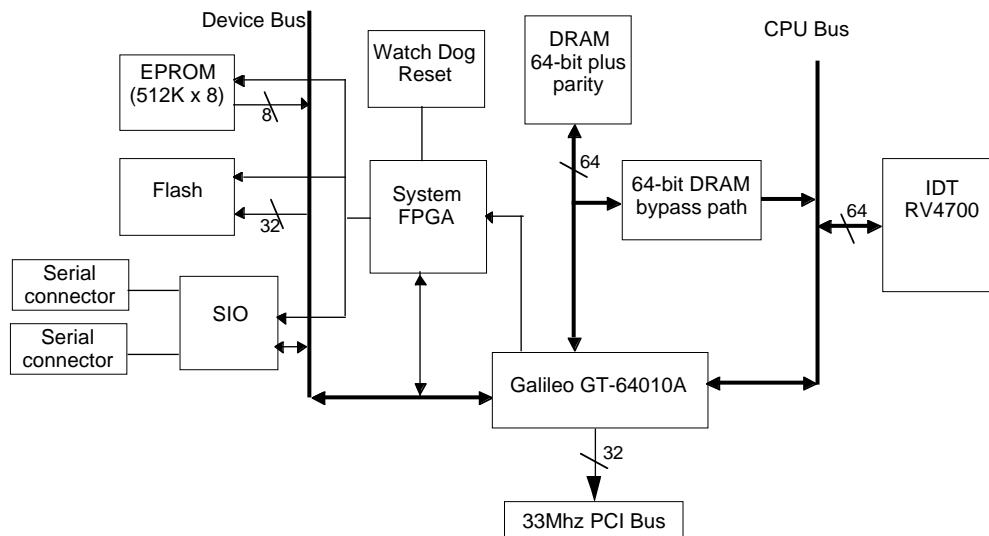 Device Bus
CPU Bus
EPROM
(512K x 8)
8
Watch Dog
Reset
DRAM
64-bit plus
parity
64
Flash
32
System
FPGA
64-bit DRAM
bypass path
64
IDT
RV4700
Serial
connector
SIO
Serial
connector
Galileo GT-64010A
32
33Mhz PCI Bus